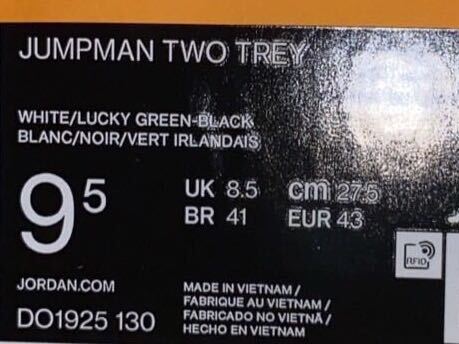 JUMPMAN TWO TREY
WHITE/LUCKY GREEN-BLACK
BLANC/NOIR/VERT IRLANDAIS
9⁵
UK 8.5 cm 27.5
BR 41 EUR 43
RFID
JORDAN.COM
DO1925 130
MADE IN VIETNAM /
FABRIQUE AU VIETNAM /
FABRICADO NO VIETNÃ /
HECHO EN VIETNAM